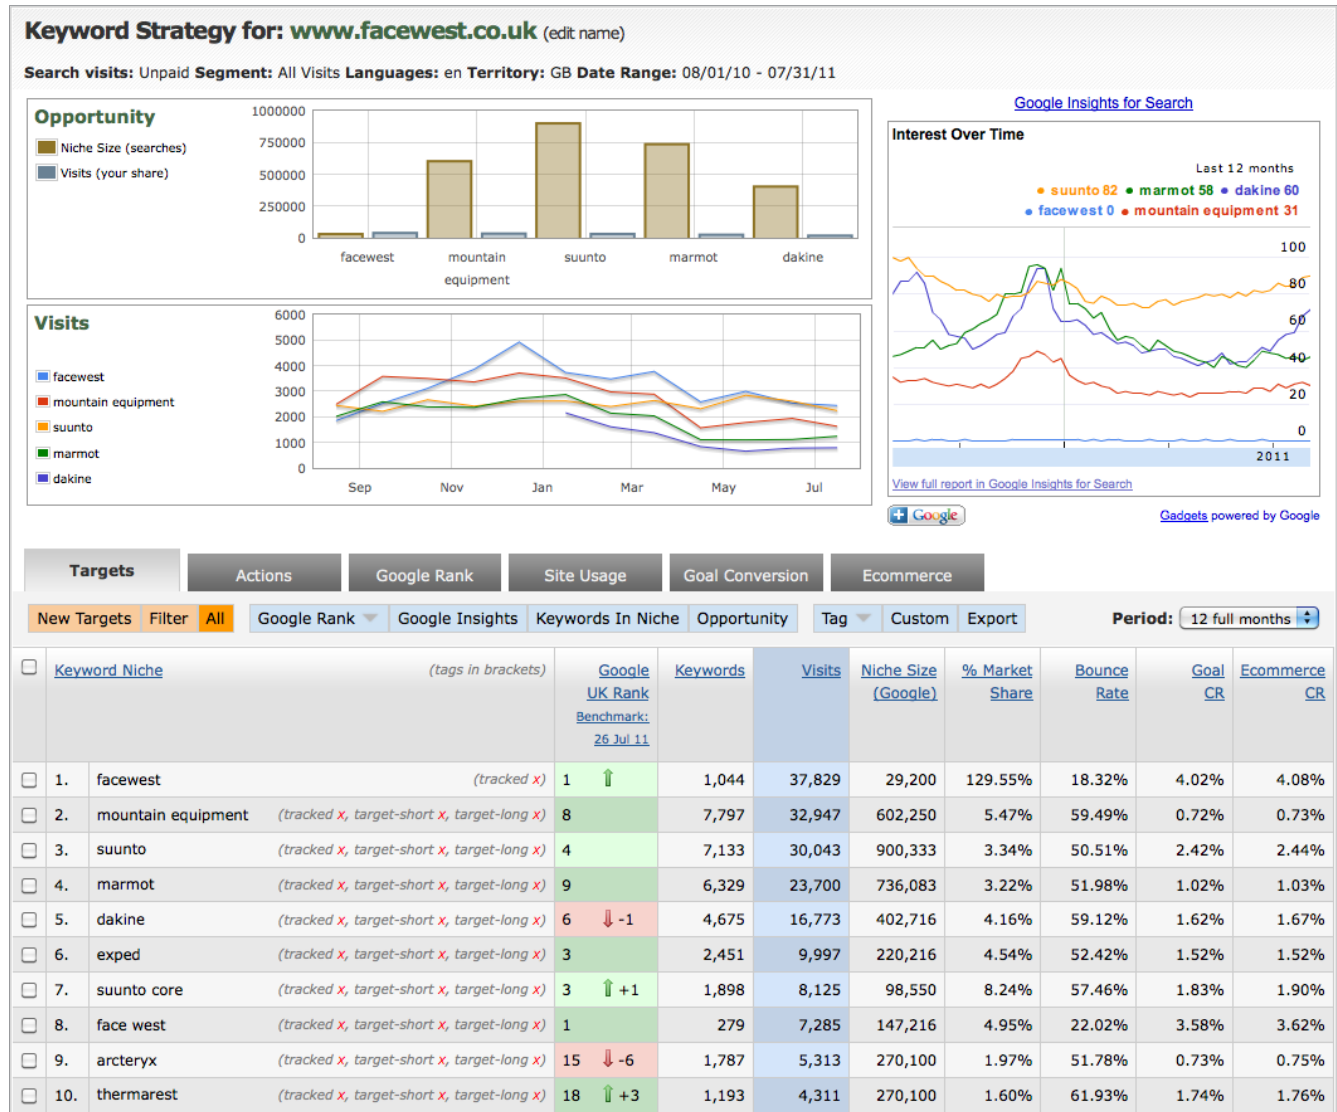 Keyword Strategy for: www.facewest.co.uk (edit name)
Search visits: Unpaid Segment: All Visits Languages: en Territory: GB Date Range: 08/01/10 - 07/31/11
Opportunity
Niche Size (searches)
Visits (your share)
1000000
750000
500000
250000
0
facewest mountain equipment suunto marmot dakine
Visits
facewest
mountain equipment
suunto
marmot
dakine
6000
5000
4000
3000
2000
1000
0
Sep Nov Jan Mar May Jul
Google Insights for Search
Interest Over Time
Last 12 months
suunto 82 marmot 58 dakine 60
facewest 0 mountain equipment 31
100
80
60
40
20
0
2011
View full report in Google Insights for Search
Google
Gadgets powered by Google
Targets Actions Google Rank Site Usage Goal Conversion Ecommerce
New Targets Filter All Google Rank Google Insights Keywords In Niche Opportunity Tag Custom Export Period: 12 full months
Keyword Niche (tags in brackets) Google UK Rank Benchmark: 26 Jul 11 Keywords Visits Niche Size (Google) % Market Share Bounce Rate Goal CR Ecommerce CR
1. facewest (tracked x) 1 1,044 37,829 29,200 129.55% 18.32% 4.02% 4.08%
2. mountain equipment (tracked x, target-short x, target-long x) 8 7,797 32,947 602,250 5.47% 59.49% 0.72% 0.73%
3. suunto (tracked x, target-short x, target-long x) 4 7,133 30,043 900,333 3.34% 50.51% 2.42% 2.44%
4. marmot (tracked x, target-short x, target-long x) 9 6,329 23,700 736,083 3.22% 51.98% 1.02% 1.03%
5. dakine (tracked x, target-short x, target-long x) 6 -1 4,675 16,773 402,716 4.16% 59.12% 1.62% 1.67%
6. exped (tracked x, target-short x, target-long x) 3 2,451 9,997 220,216 4.54% 52.42% 1.52% 1.52%
7. suunto core (tracked x, target-short x, target-long x) 3 +1 1,898 8,125 98,550 8.24% 57.46% 1.83% 1.90%
8. face west (tracked x, target-short x, target-long x) 1 279 7,285 147,216 4.95% 22.02% 3.58% 3.62%
9. arcteryx (tracked x, target-short x, target-long x) 15 -6 1,787 5,313 270,100 1.97% 51.78% 0.73% 0.75%
10. thermarest (tracked x, target-short x, target-long x) 18 +3 1,193 4,311 270,100 1.60% 61.93% 1.74% 1.76%